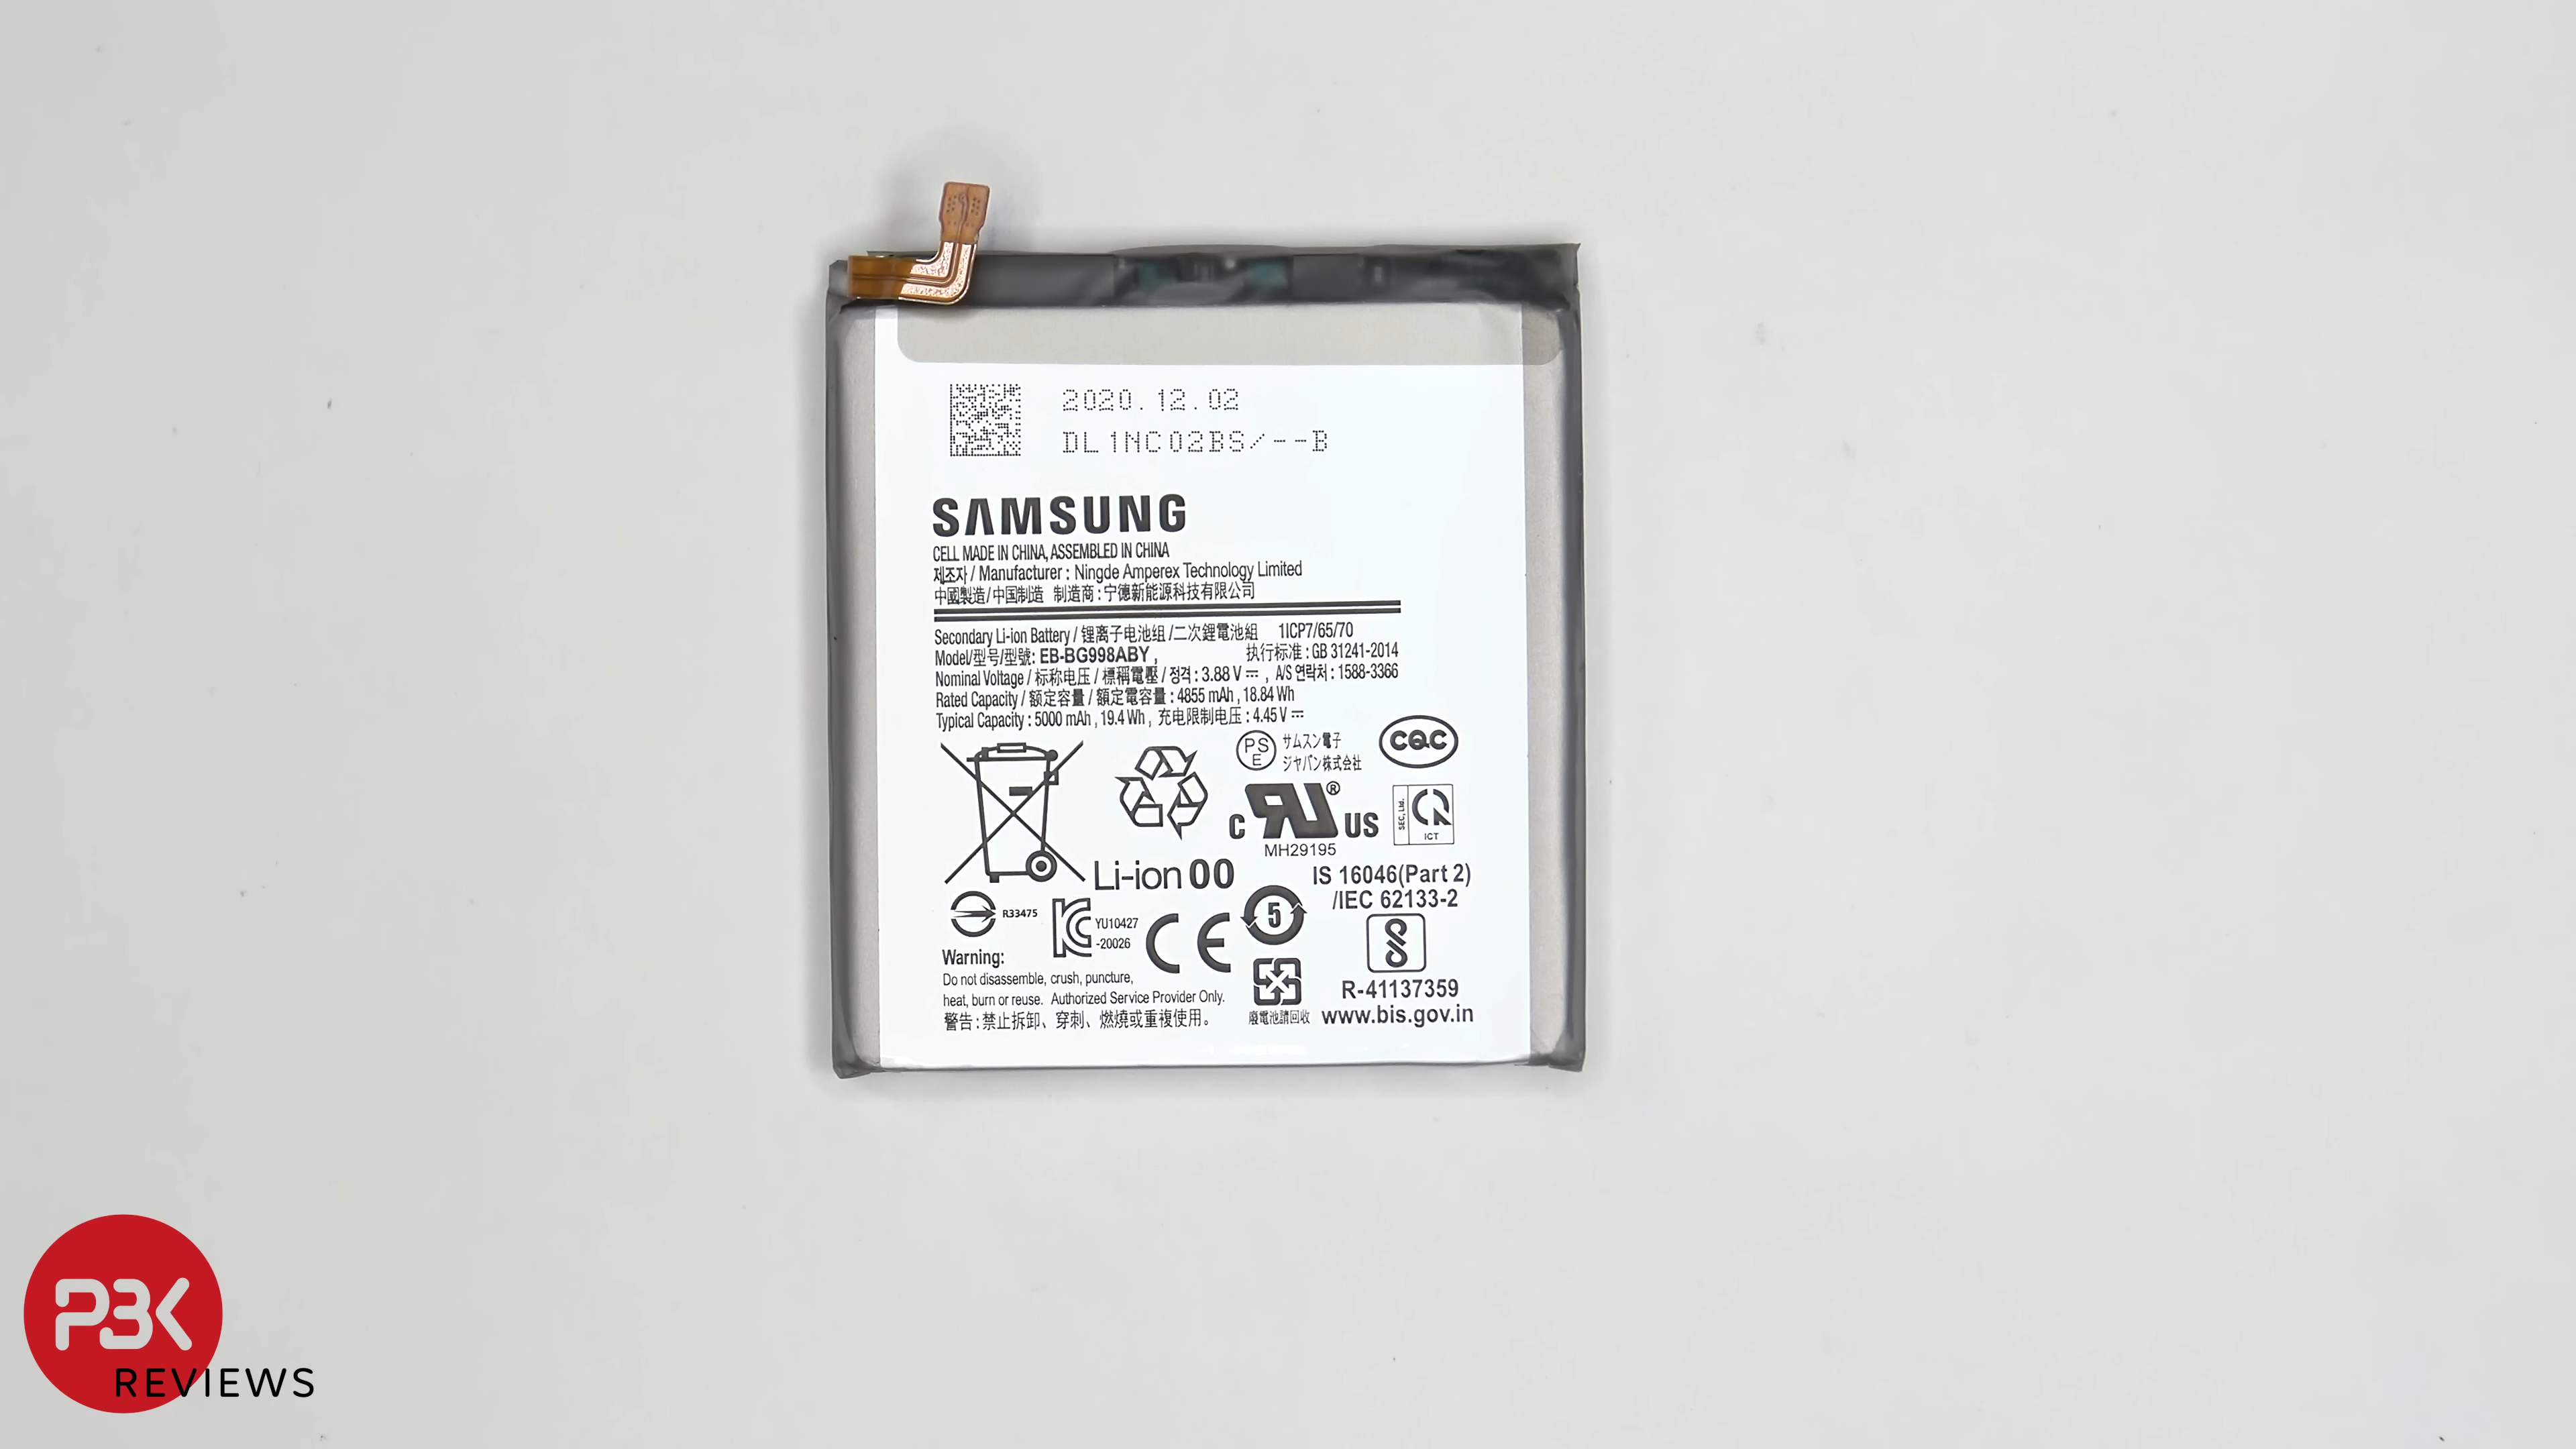 2020.12.02
DL1NC02BS/--B
SAMSUNG
CELL MADE IN CHINA, ASSEMBLED IN CHINA
제조자 / Manufacturer : Ningde Amperex Technology Limited
中國製造/中国制造 制造商:宁德新能源科技有限公司
Secondary Li-ion Battery / 锂离子电池组 /二次鋰電池組 1ICP7/65/70
Model/型号/型號: EB-BG998ABY , 执行标准 : GB 31241-2014
Nominal Voltage / 标称电压 / 標稱電壓 / 정격 : 3.88 V ⎓ , A/S 연락처 : 1588-3366
Rated Capacity / 额定容量 / 額定電容量 : 4855 mAh , 18.84 Wh
Typical Capacity : 5000 mAh , 19.4 Wh , 充电限制电压 : 4.45 V ⎓
PS
E
サムスン電子
ジャパン株式会社
CQC
C RU® US
MH29195
SEC, Ltd.
ICT
Li-ion 00
IS 16046(Part 2)
/IEC 62133-2
R33475
KC
YU10427
-20026
CE
5
R-41137359
www.bis.gov.in
Warning:
Do not disassemble, crush, puncture,
heat, burn or reuse. Authorized Service Provider Only.
警告:禁止拆卸、穿刺、燃燒或重複使用。
廢電池請回收
P3K
REVIEWS